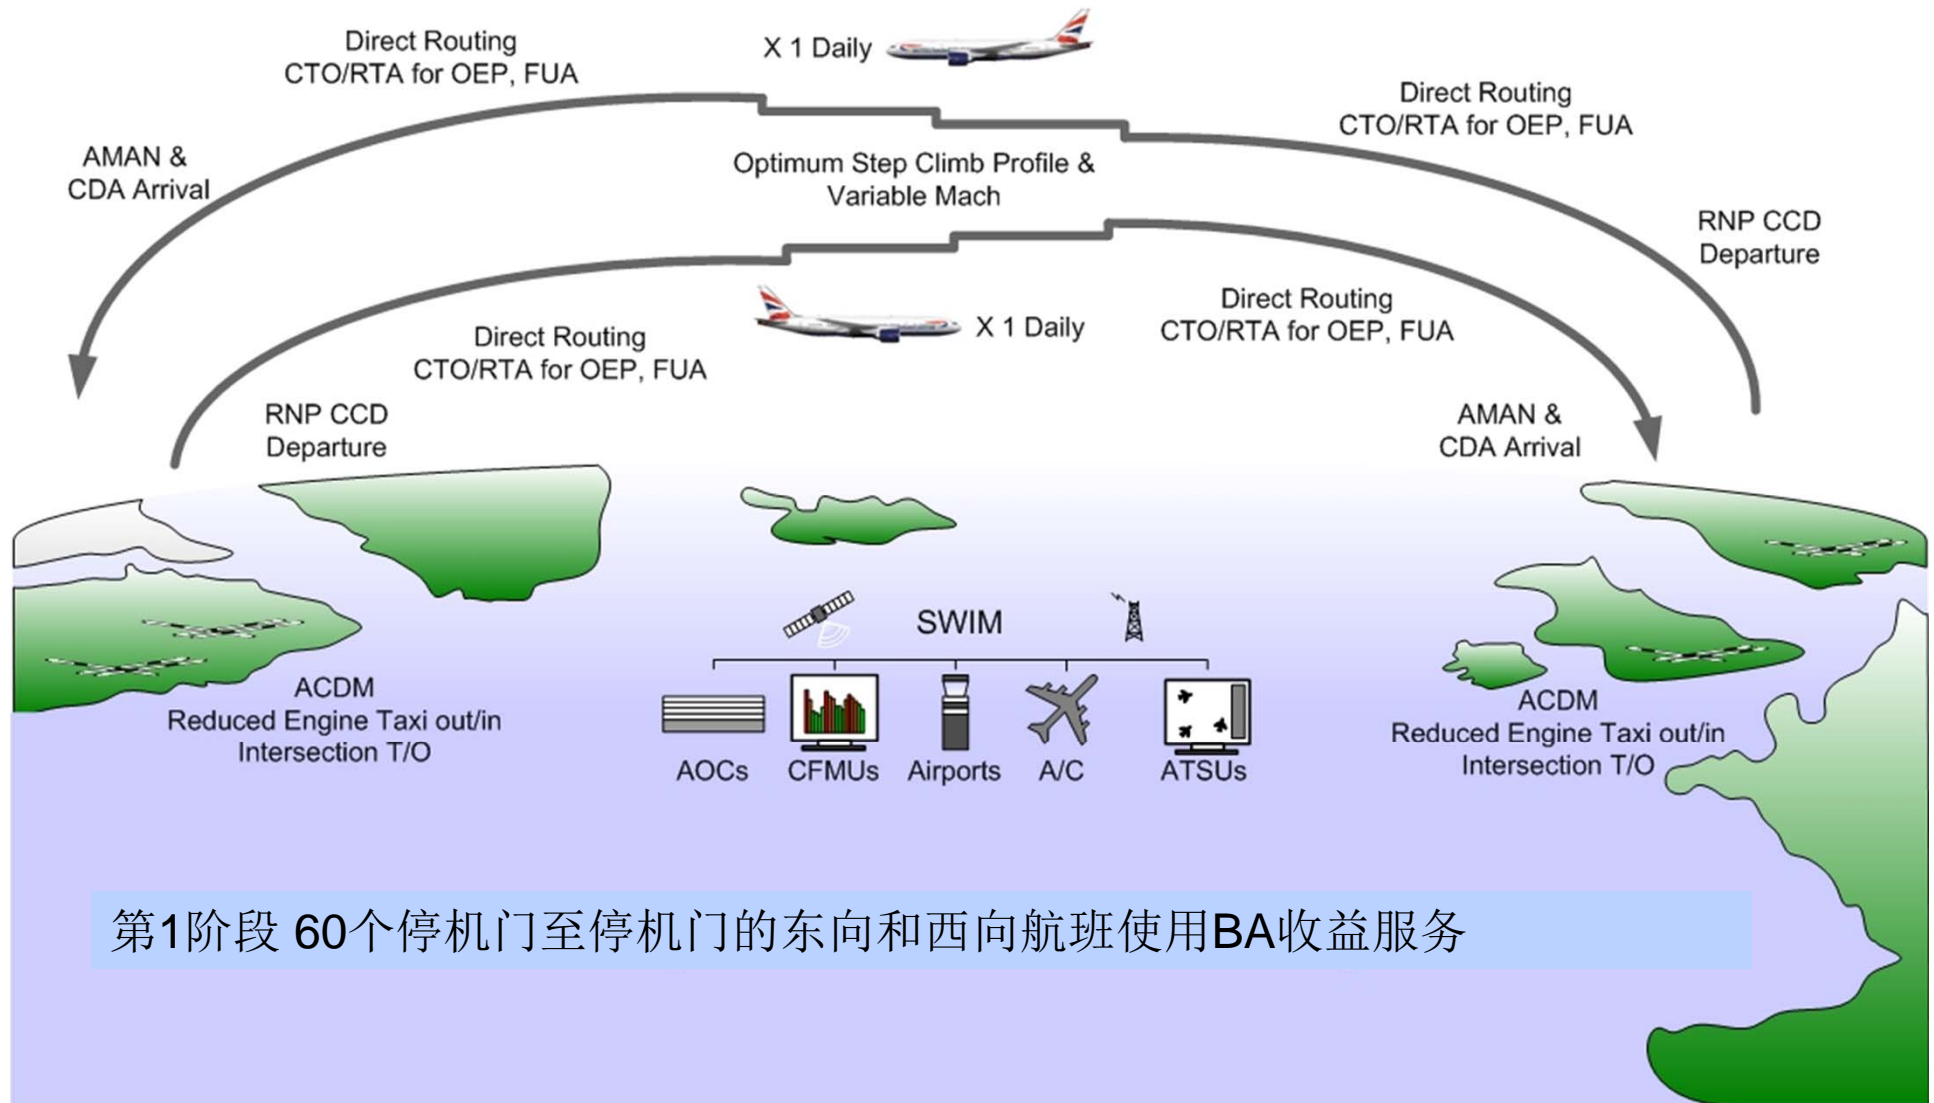 Direct Routing
CTO/RTA for OEP, FUA
X 1 Daily
Direct Routing
CTO/RTA for OEP, FUA
AMAN &
CDA Arrival
Optimum Step Climb Profile &
Variable Mach
RNP CCD
Departure
Direct Routing
CTO/RTA for OEP, FUA
X 1 Daily
Direct Routing
CTO/RTA for OEP, FUA
RNP CCD
Departure
AMAN &
CDA Arrival
SWIM
ACDM
Reduced Engine Taxi out/in
Intersection T/O
AOCs
CFMUs
Airports
A/C
ATSUs
ACDM
Reduced Engine Taxi out/in
Intersection T/O
第1阶段 60个停机门至停机门的东向和西向航班使用BA收益服务